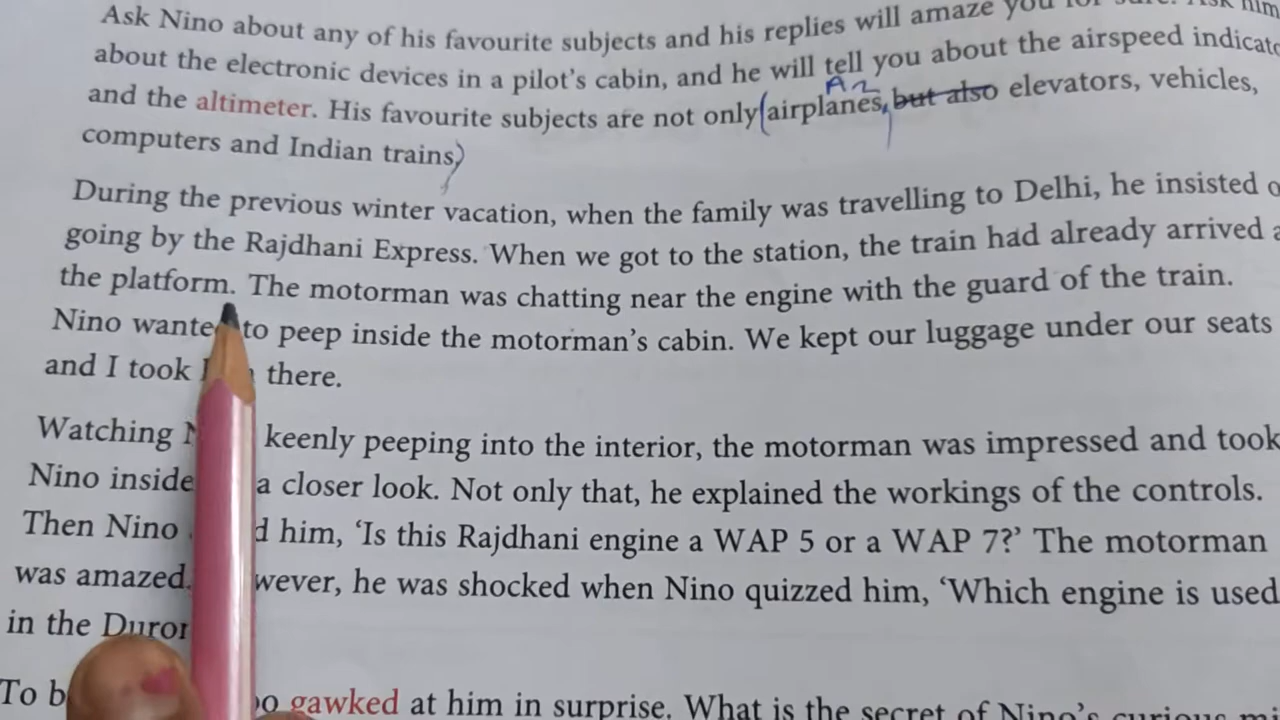 Ask Nino about any of his favourite subjects and his replies will amaze you for sure. Ask him
about the electronic devices in a pilot's cabin, and he will tell you about the airspeed
A2
and the altimeter. His favourite subjects are not only (airplanes, but also elevators, vehicles,
computers and Indian trains)
During the previous winter vacation, when the family was travelling to Delhi, he insisted
going by the Rajdhani Express. When we got to the station, the train had already arrived
the platform. The motorman was chatting near the engine with the guard of the train.
Nino to peep inside the motorman's cabin. We kept our luggage under our seats
and I took there.
Watching keenly peeping into the interior, the motorman was impressed and took
Nino inside a closer look. Not only that, he explained the workings of the controls.
Then Nino him, 'Is this Rajdhani engine a WAP 5 or a WAP 7?' The motorman
was amazed. he was shocked when Nino quizzed him, 'Which engine is used
in the
To gawked at him in surprise. What is the secret of Nino's curious